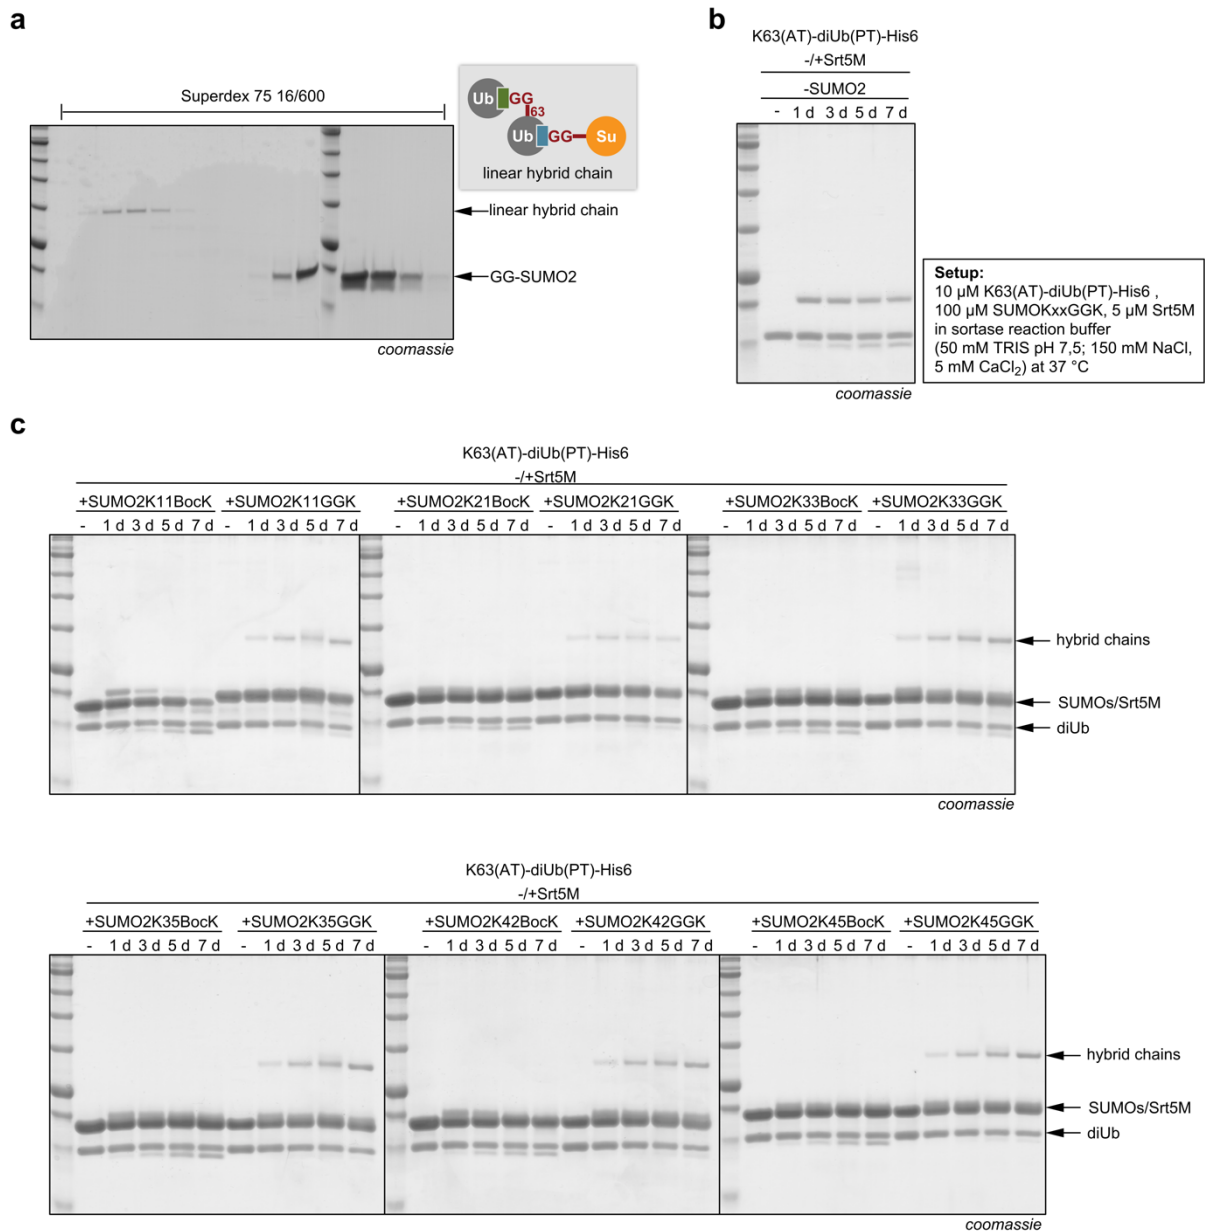 a
Superdex 75 16/600
Ub GG
63
Ub GG Su
linear hybrid chain
linear hybrid chain
GG-SUMO2
coomassie
b
K63(AT)-diUb(PT)-His6
-/+Srt5M
-SUMO2
- 1 d 3 d 5 d 7 d
coomassie
Setup:
10 µM K63(AT)-diUb(PT)-His6 ,
100 µM SUMOKxxGGK, 5 µM Srt5M
in sortase reaction buffer
(50 mM TRIS pH 7,5; 150 mM NaCl,
5 mM CaCl₂) at 37 °C
c
K63(AT)-diUb(PT)-His6
-/+Srt5M
+SUMO2K11BocK +SUMO2K11GGK +SUMO2K21BocK +SUMO2K21GGK +SUMO2K33BocK +SUMO2K33GGK
- 1 d 3 d 5 d 7 d - 1 d 3 d 5 d 7 d - 1 d 3 d 5 d 7 d - 1 d 3 d 5 d 7 d - 1 d 3 d 5 d 7 d - 1 d 3 d 5 d 7 d
hybrid chains
SUMOs/Srt5M
diUb
coomassie
K63(AT)-diUb(PT)-His6
-/+Srt5M
+SUMO2K35BocK +SUMO2K35GGK +SUMO2K42BocK +SUMO2K42GGK +SUMO2K45BocK +SUMO2K45GGK
- 1 d 3 d 5 d 7 d - 1 d 3 d 5 d 7 d - 1 d 3 d 5 d 7 d - 1 d 3 d 5 d 7 d - 1 d 3 d 5 d 7 d - 1 d 3 d 5 d 7 d
hybrid chains
SUMOs/Srt5M
diUb
coomassie